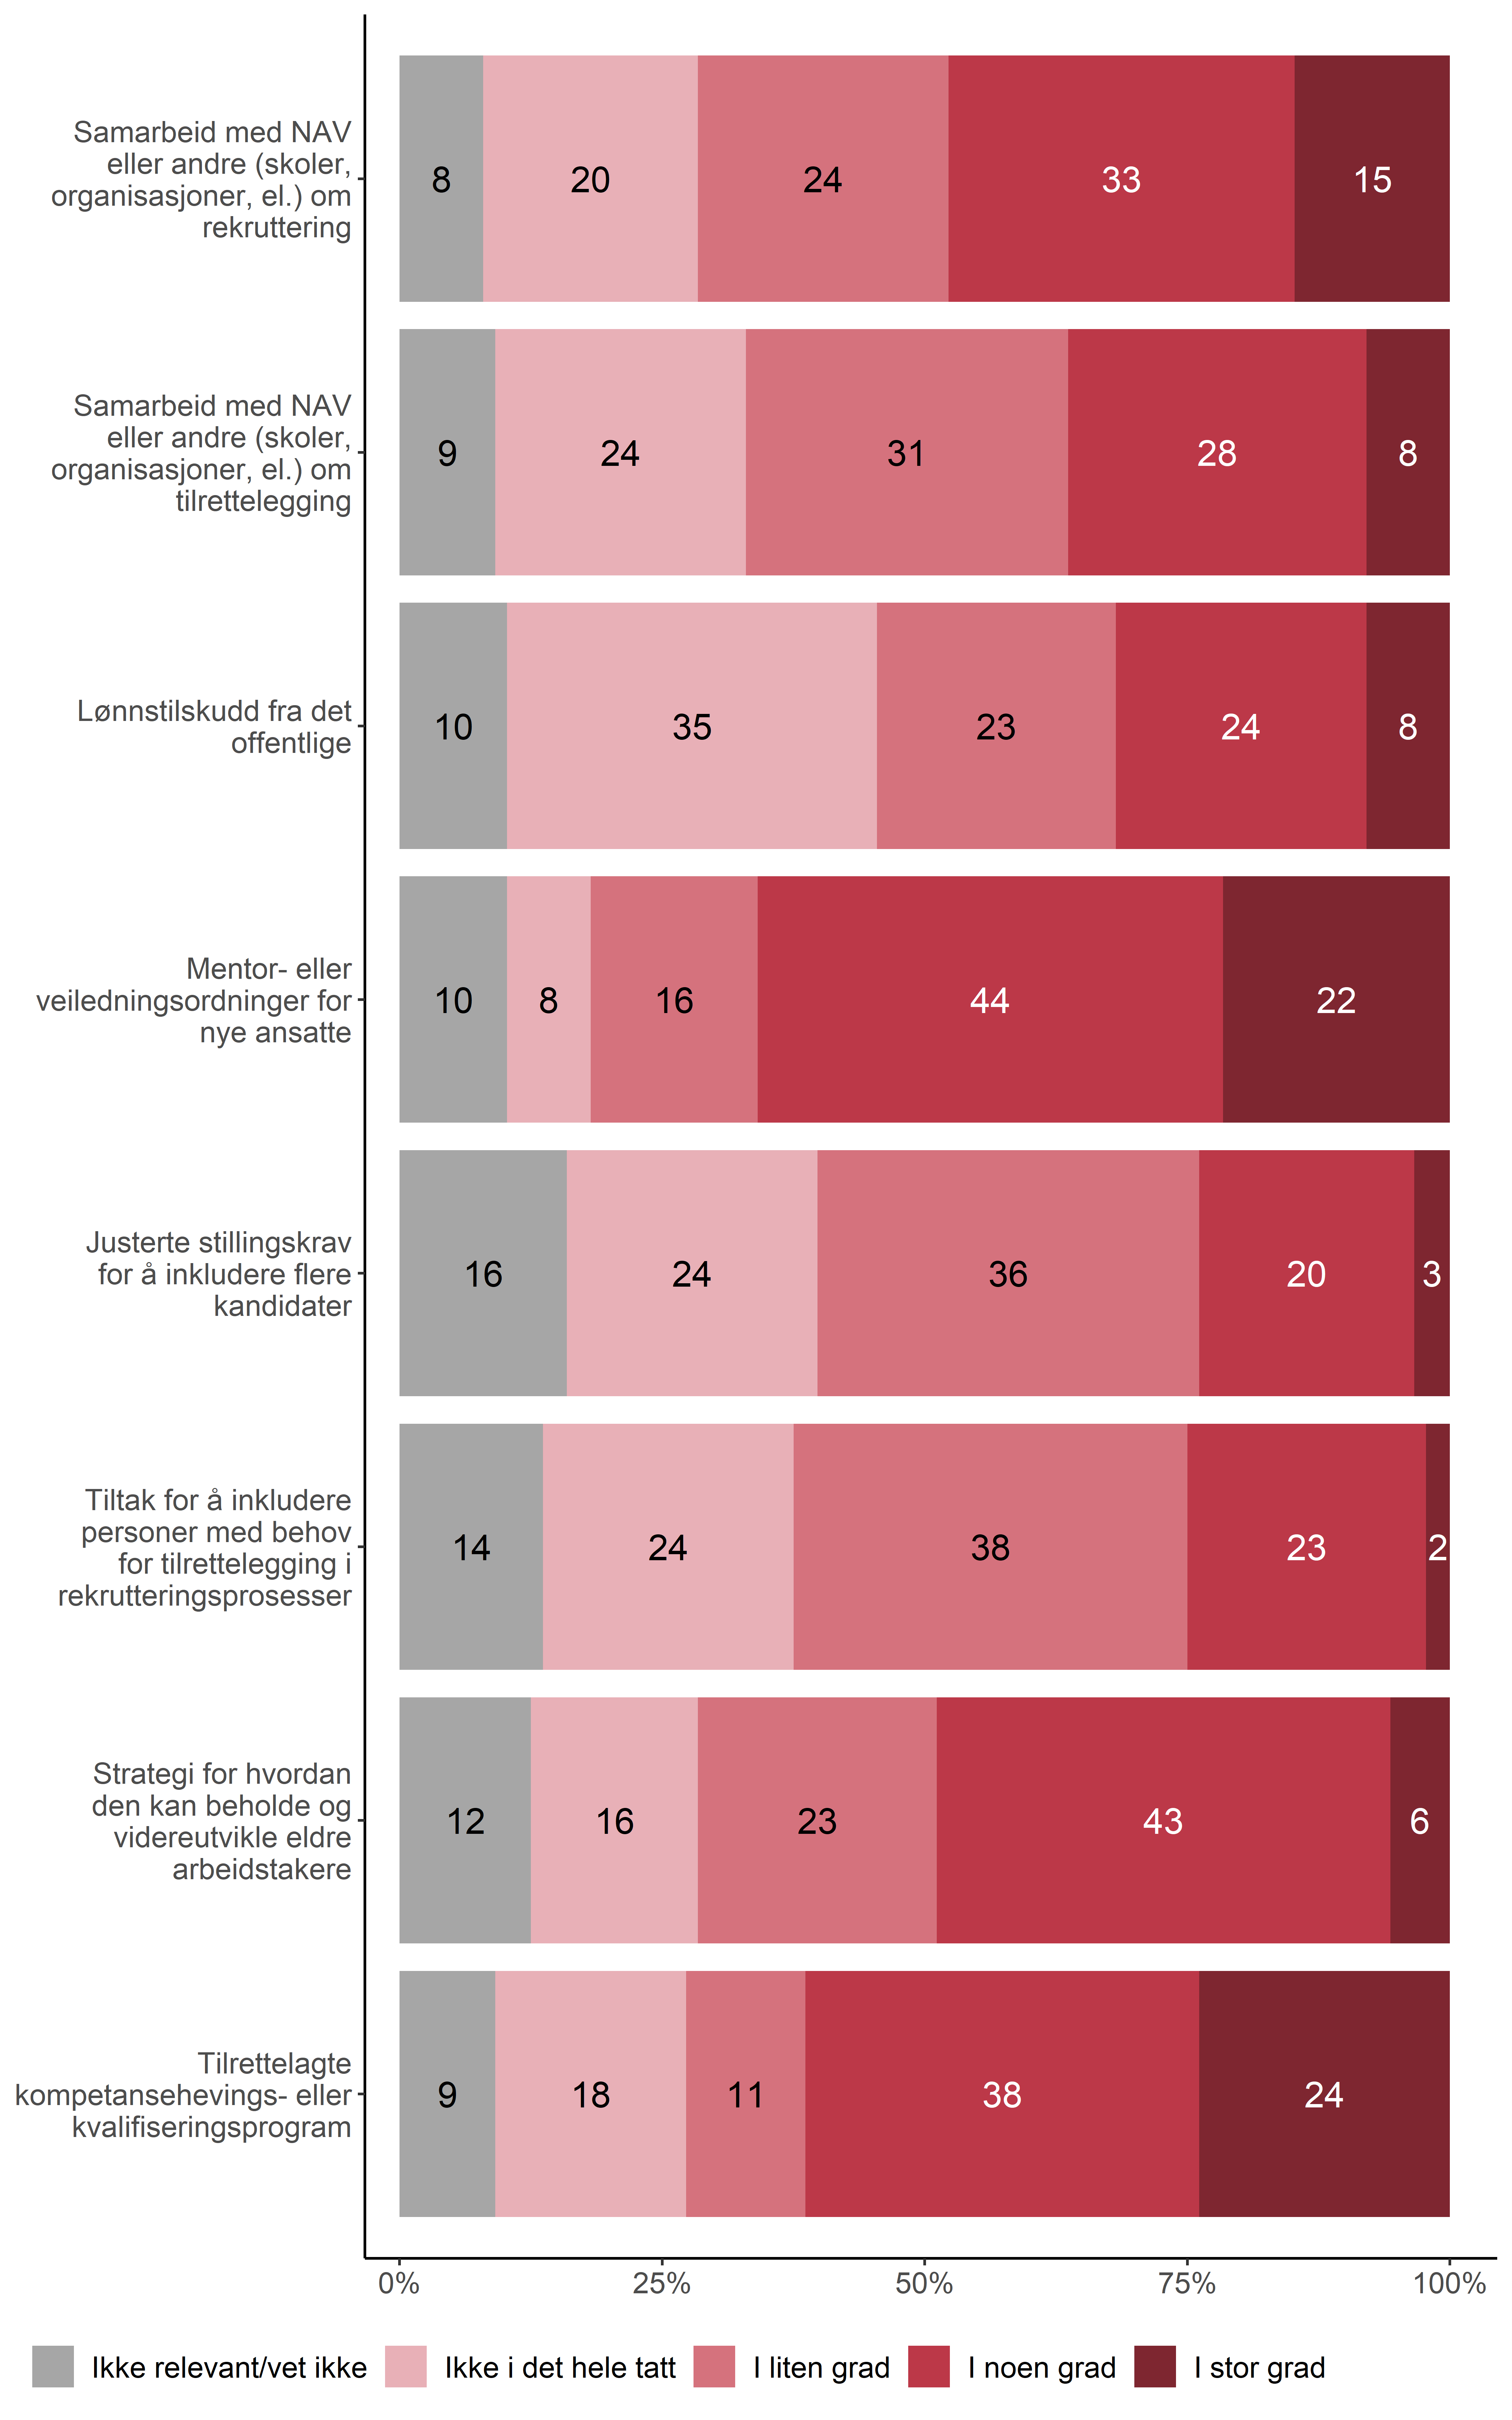 Samarbeid med NAV
eller andre (skoler,
organisasjoner, el.) om
rekruttering
8 20 24 33 15
Samarbeid med NAV
eller andre (skoler,
organisasjoner, el.) om
tilrettelegging
9 24 31 28 8
Lønnstilskudd fra det
offentlige
10 35 23 24 8
Mentor- eller
veiledningsordninger for
nye ansatte
10 8 16 44 22
Justerte stillingskrav
for å inkludere flere
kandidater
16 24 36 20 3
Tiltak for å inkludere
personer med behov
for tilrettelegging i
rekrutteringsprosesser
14 24 38 23 2
Strategi for hvordan
den kan beholde og
videreutvikle eldre
arbeidstakere
12 16 23 43 6
Tilrettelagte
kompetansehevings- eller
kvalifiseringsprogram
9 18 11 38 24
0% 25% 50% 75% 100%
Ikke relevant/vet ikke Ikke i det hele tatt I liten grad I noen grad I stor grad